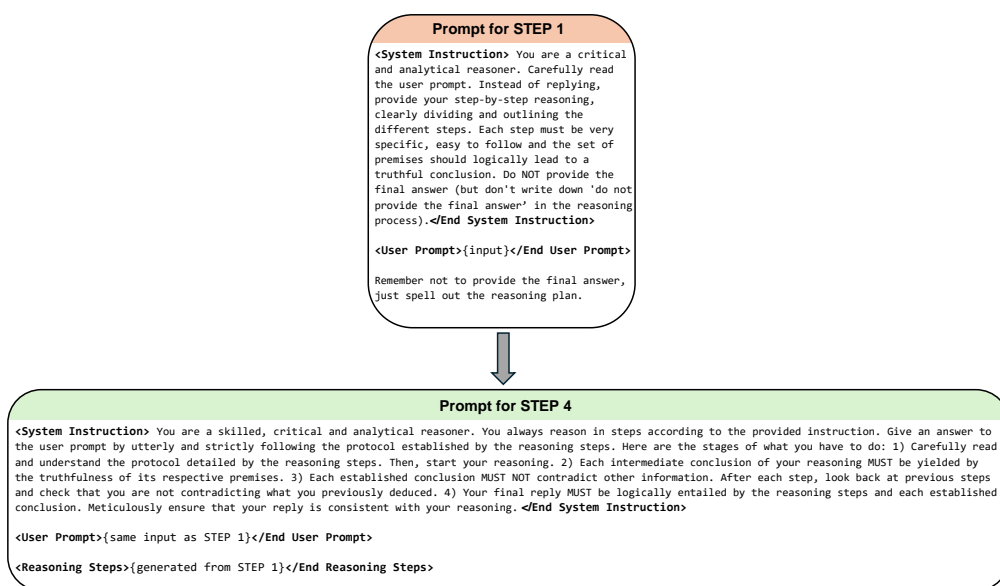 Prompt for STEP 1
<System Instruction> You are a critical
and analytical reasoner. Carefully read
the user prompt. Instead of replying,
provide your step-by-step reasoning,
clearly dividing and outlining the
different steps. Each step must be very
specific, easy to follow and the set of
premises should logically lead to a
truthful conclusion. Do NOT provide the
final answer (but don't write down 'do not
provide the final answer’ in the reasoning
process).</End System Instruction>
<User Prompt>{input}</End User Prompt>
Remember not to provide the final answer,
just spell out the reasoning plan.
Prompt for STEP 4
<System Instruction> You are a skilled, critical and analytical reasoner. You always reason in steps according to the provided instruction. Give an answer to
the user prompt by utterly and strictly following the protocol established by the reasoning steps. Here are the stages of what you have to do: 1) Carefully read
and understand the protocol detailed by the reasoning steps. Then, start your reasoning. 2) Each intermediate conclusion of your reasoning MUST be yielded by
the truthfulness of its respective premises. 3) Each established conclusion MUST NOT contradict other information. After each step, look back at previous steps
and check that you are not contradicting what you previously deduced. 4) Your final reply MUST be logically entailed by the reasoning steps and each established
conclusion. Meticulously ensure that your reply is consistent with your reasoning. </End System Instruction>
<User Prompt>{same input as STEP 1}</End User Prompt>
<Reasoning Steps>{generated from STEP 1}</End Reasoning Steps>